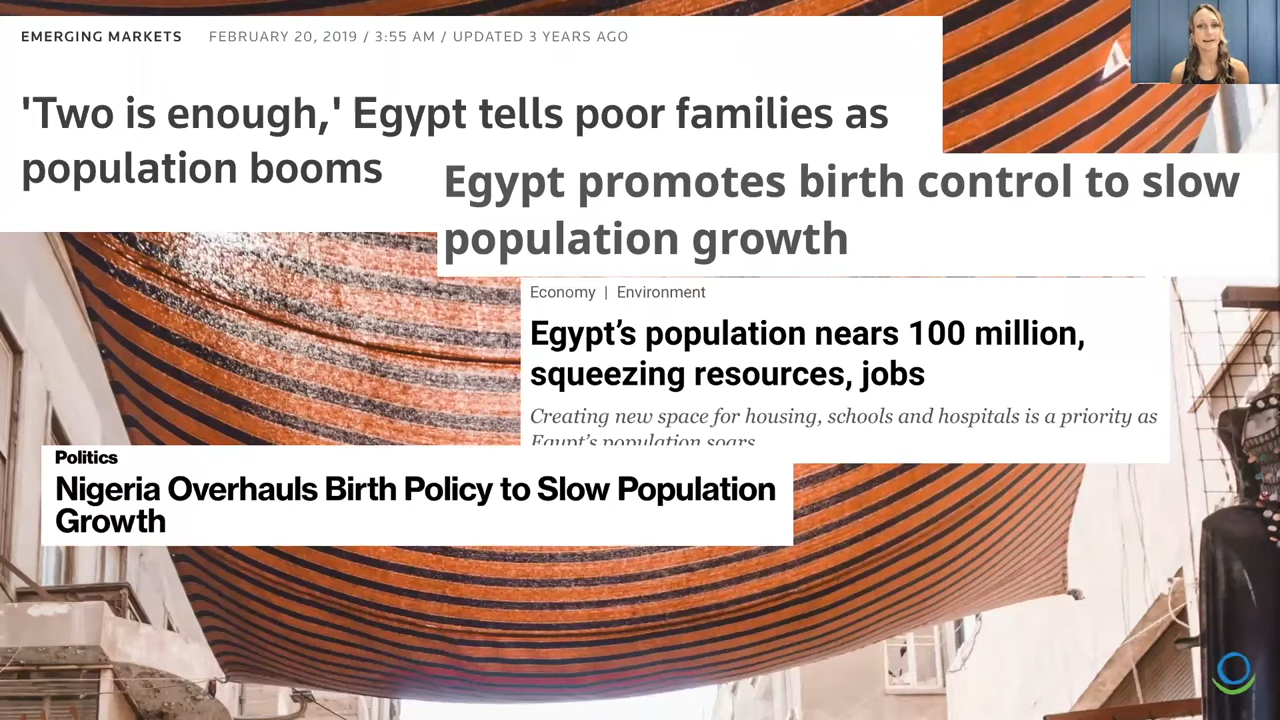 EMERGING MARKETS FEBRUARY 20, 2019 / 3:55 AM / UPDATED 3 YEARS AGO
'Two is enough,' Egypt tells poor families as
population booms
Egypt promotes birth control to slow
population growth
Economy | Environment
Egypt’s population nears 100 million,
squeezing resources, jobs
Creating new space for housing, schools and hospitals is a priority as
Egypt’s population soars
Politics
Nigeria Overhauls Birth Policy to Slow Population
Growth